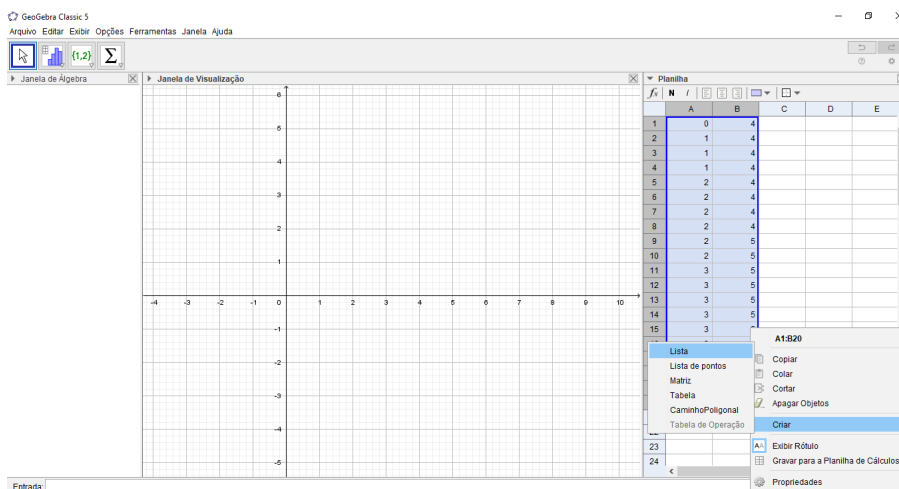 GeoGebra Classic 5
Arquivo Editar Exibir Opções Ferramentas Janela Ajuda
{1,2} Σ
Janela de Álgebra
Janela de Visualização
Planilha
fx N I
A B C D E
1 0 4
2 1 4
3 1 4
4 1 4
5 2 4
6 2 4
7 2 4
8 2 4
9 2 5
10 2 5
11 3 5
12 3 5
13 3 5
14 3 5
15 3
23
24
6
5
4
3
2
1
-4 -3 -2 -1 0 1 2 3 4 5 6 7 8 9 10
-1
-2
-3
-4
-5
Lista
Lista de pontos
Matriz
Tabela
CaminhoPoligonal
Tabela de Operação
A1:B20
Copiar
Colar
Cortar
Apagar Objetos
Criar
AA Exibir Rótulo
Gravar para a Planilha de Cálculos
Propriedades
Entrada: